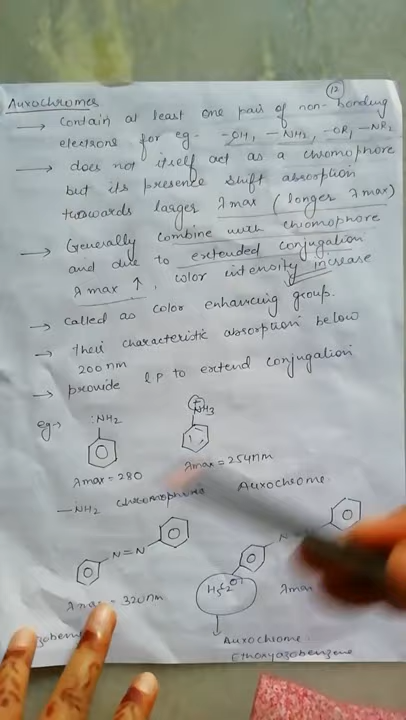 (12)
Auxochromes
→ Contain at least one pair of non-bonding
electrons for eg- -OH, -NH2, -OR, -NR2
→ does not itself act as a chromophore
but its presence shift absorption
turwards larger λmax (longer λmax)
→ Generally combine with chromophore
and due to extended conjugation
λmax ↑, color intensity increase
→ called as color enhancing group.
→ their characteristic absorption below
200nm
→ provide lp to extend conjugation
eg→ :NH2 ⊕NH3
λmax = 280 λmax = 254nm
-NH2 chromophores Auxochrome
N=N
λmax = 320nm H5C2O λmax
Auxochrome
Ethoxyazobenzene